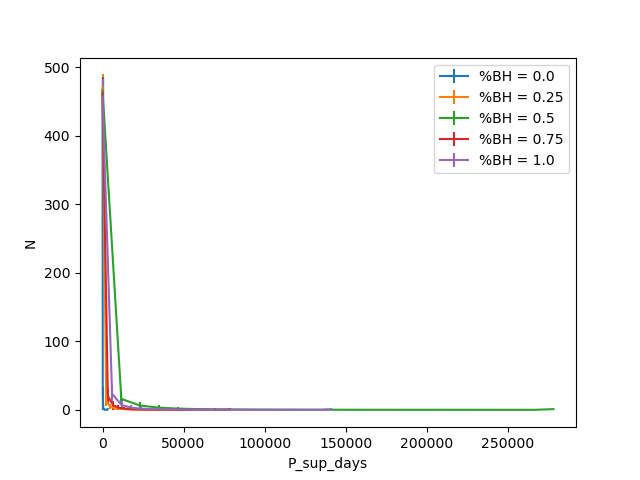 500
400
300
200
100
0
N
0 50000 100000 150000 200000 250000
P_sup_days
%BH = 0.0
%BH = 0.25
%BH = 0.5
%BH = 0.75
%BH = 1.0